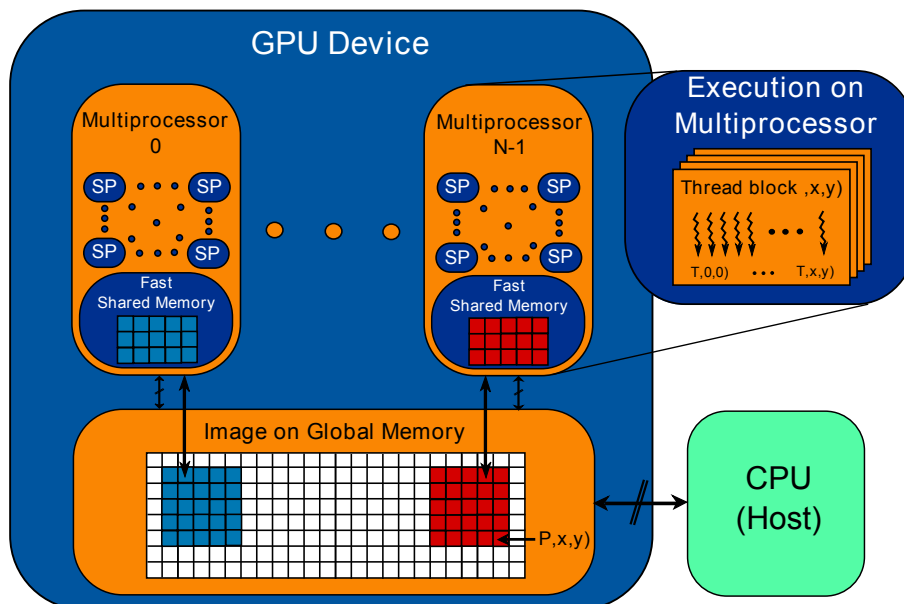 GPU Device
Multiprocessor
0
SP
SP
SP
SP
Fast
Shared Memory
Multiprocessor
N-1
SP
SP
SP
SP
Fast
Shared Memory
Execution on
Multiprocessor
Thread block ,x,y)
T,0,0)
T,x,y)
Image on Global Memory
P,x,y)
CPU
(Host)